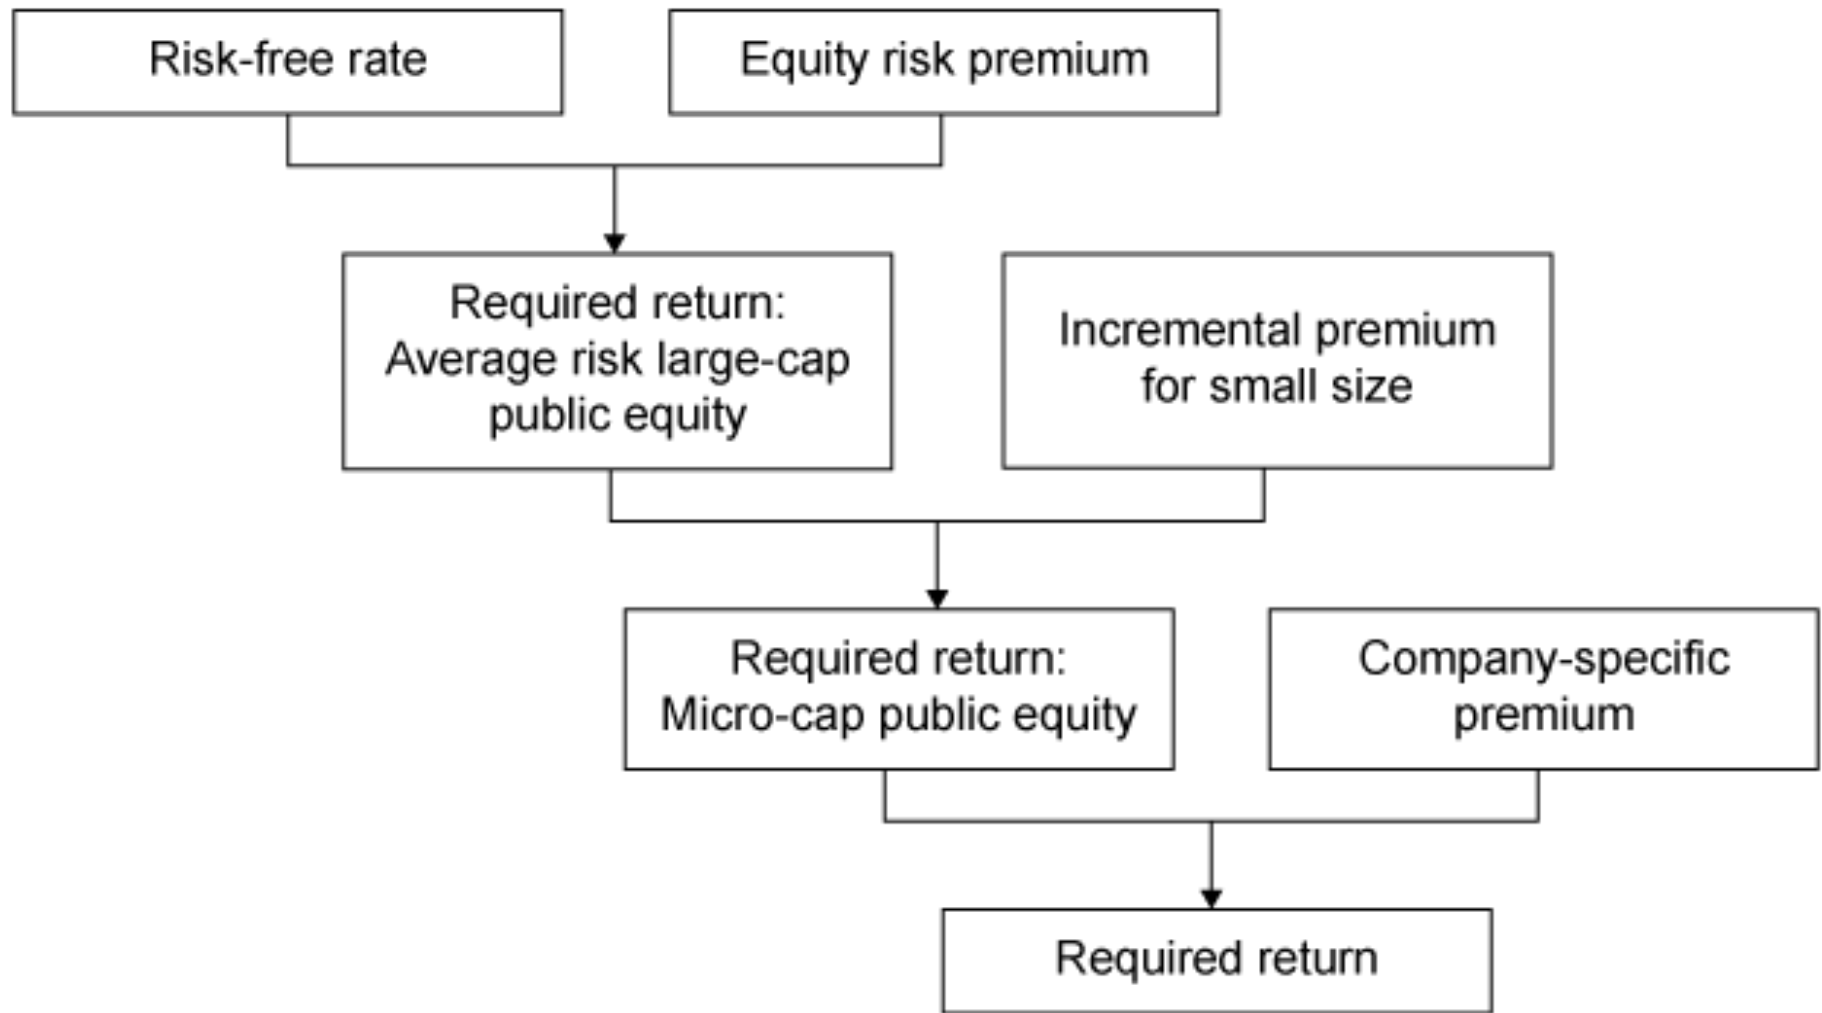 Risk-free rate
Equity risk premium
Required return:
Average risk large-cap
public equity
Incremental premium
for small size
Required return:
Micro-cap public equity
Company-specific
premium
Required return